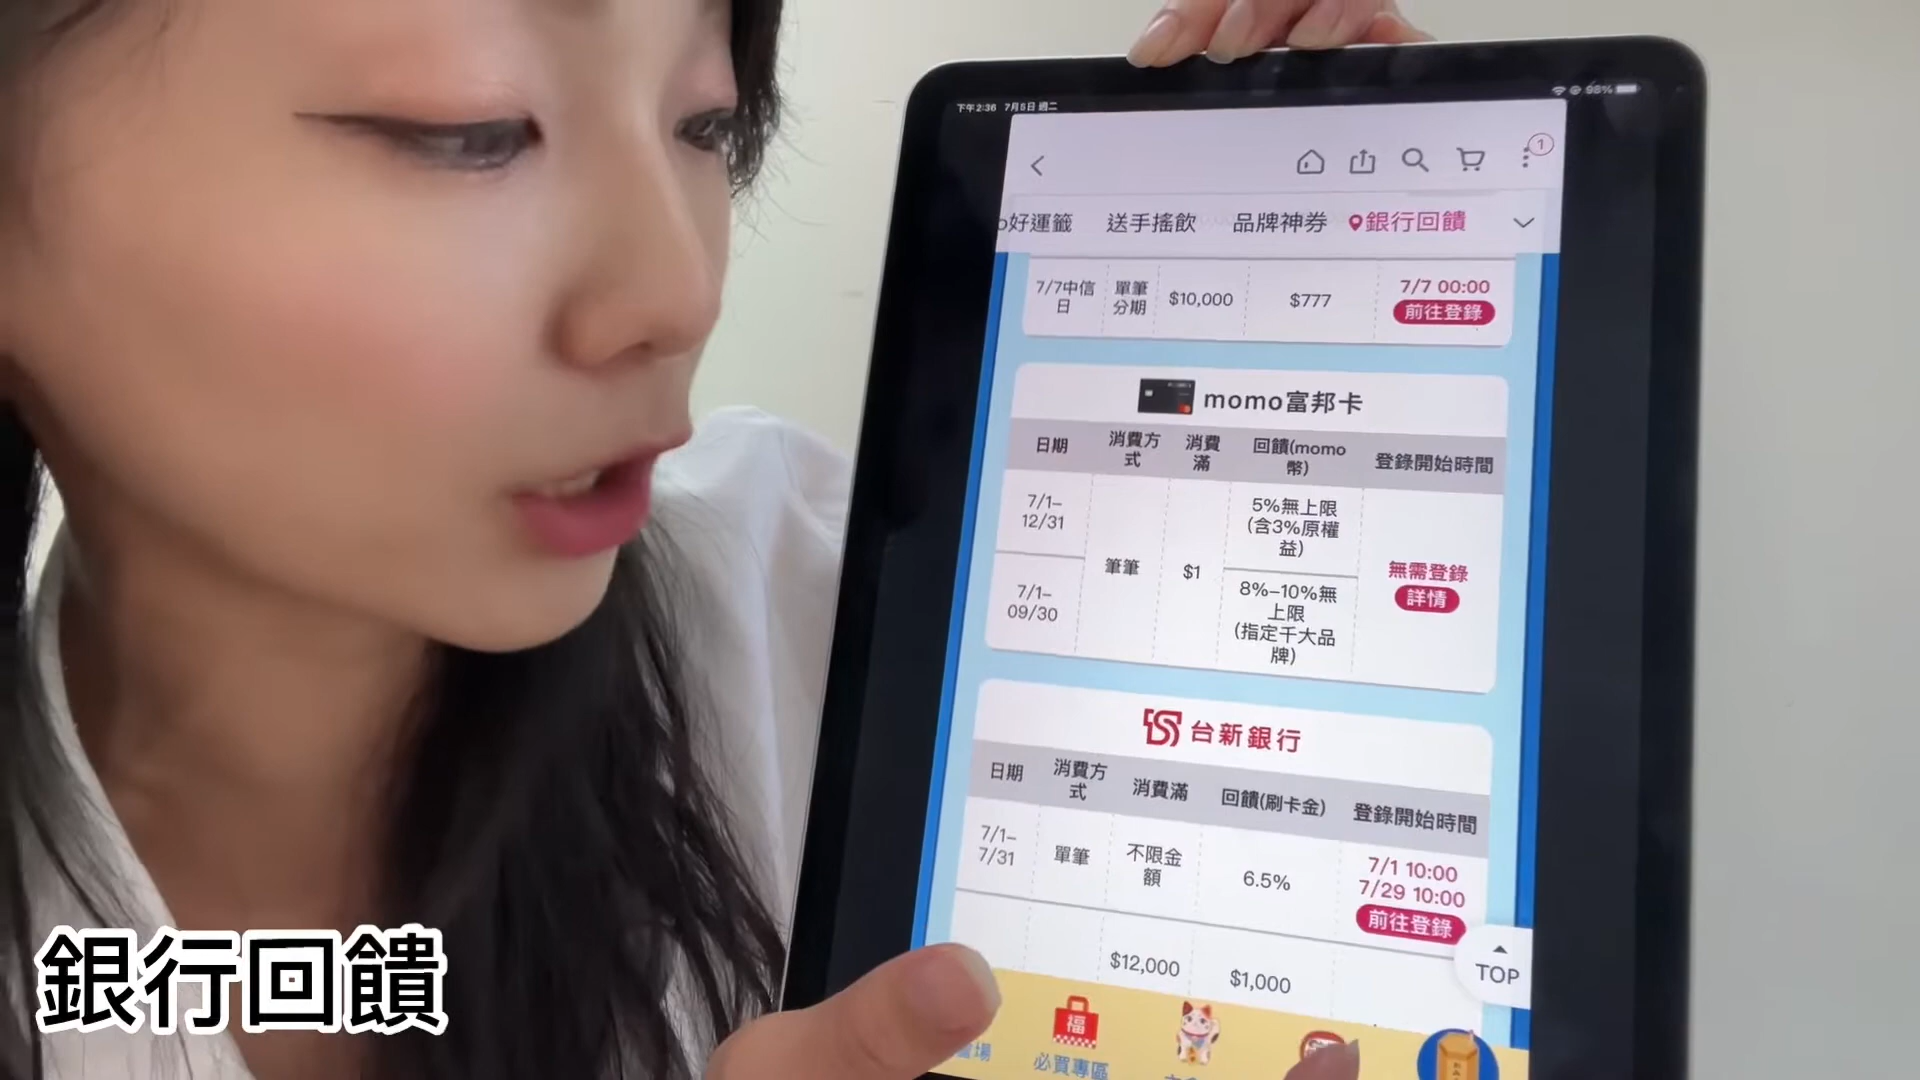 下午2:36 7月5日 週二
98%
1
好運籤 送手搖飲 品牌神券 銀行回饋
7/7中信日 單筆分期 $10,000 $777 7/7 00:00
前往登錄
momo富邦卡
日期 消費方式 消費滿 回饋(momo幣) 登錄開始時間
7/1-12/31
5%無上限
(含3%原權益)
筆筆 $1
無需登錄
詳情
7/1-09/30
8%-10%無上限
(指定千大品牌)
台新銀行
日期 消費方式 消費滿 回饋(刷卡金) 登錄開始時間
7/1-7/31 單筆 不限金額 6.5%
7/1 10:00
7/29 10:00
前往登錄
$12,000 $1,000
TOP
福
必買專區
銀行回饋